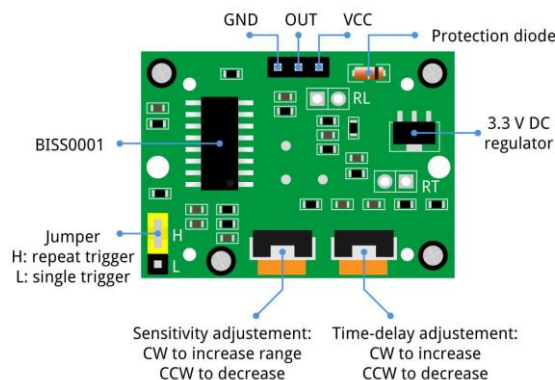 GND OUT VCC
Protection diode
RL
BISS0001
3.3 V DC
regulator
RT
Jumper
H: repeat trigger
L: single trigger
H
L
Sensitivity adjustement:
CW to increase range
CCW to decrease
Time-delay adjustement:
CW to increase
CCW to decrease